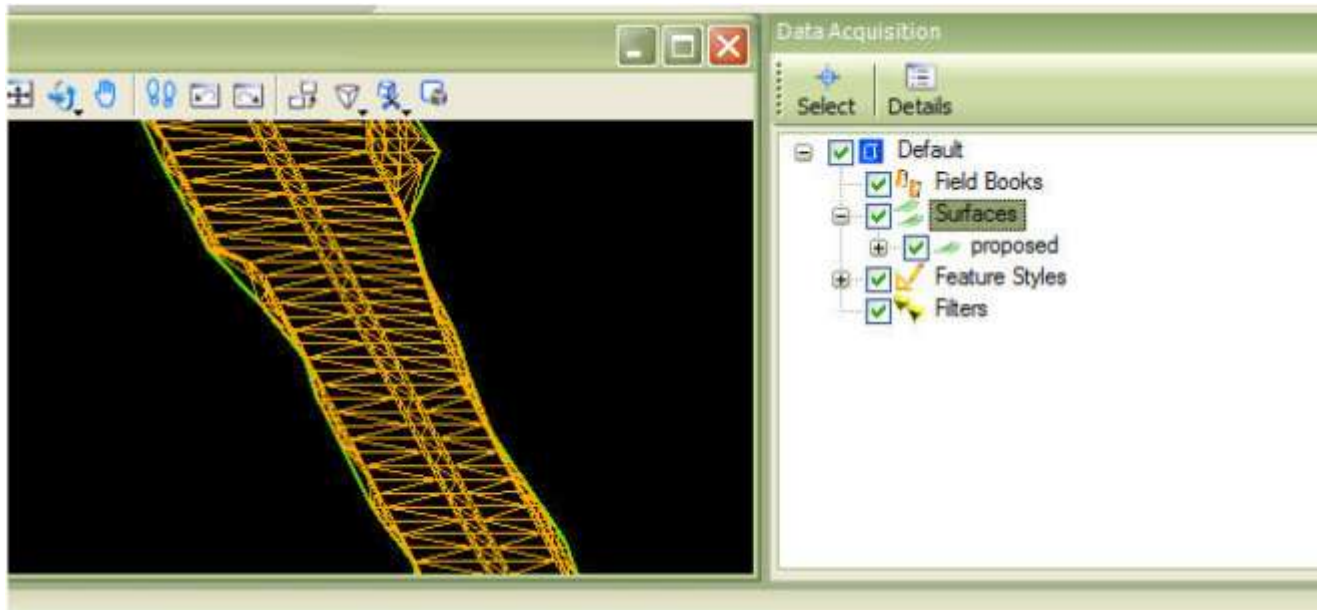 Data Acquisition
Select Details
Default
Field Books
Surfaces
proposed
Feature Styles
Filters